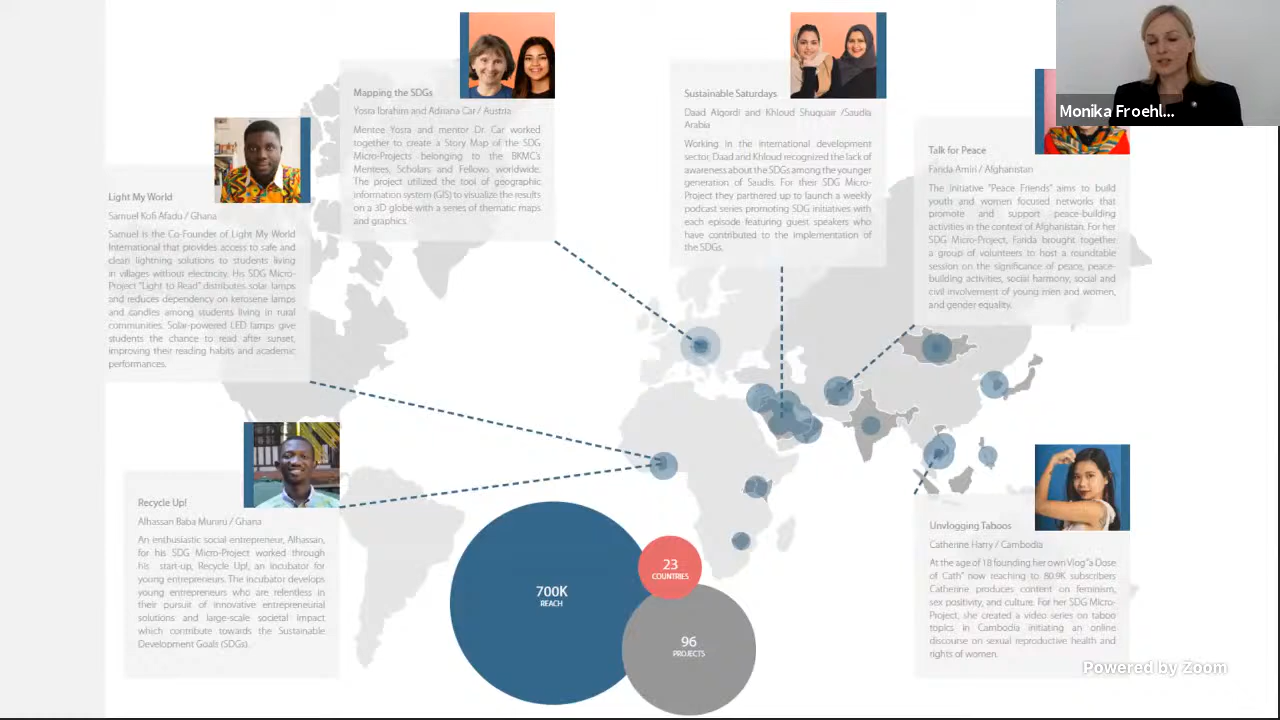 Mapping the SDGs
Yosra Ibrahim and Adriana Car / Austria
Mentee Yosra and mentor Dr. Car worked
together to create a Story Map of the SDG
Micro-Projects belonging to the BKMC's
Mentees, Scholars and Fellows worldwide.
The project utilized the tool of geographic
information system (GIS) to visualize the results
on a 3D globe with a series of thematic maps
and graphics.
Sustainable Saturdays
Daad Alqordi and Khloud Shuqair /Saudia
Arabia
Working in the international development
sector, Daad and Khloud recognized the lack of
awareness about the SDGs among the younger
generation of Saudis. For their SDG Micro-
Project they partnered up to launch a weekly
podcast series promoting SDG initiatives with
each episode featuring guest speakers who
have contributed to the implementation of
the SDGs.
Monika Froehl...
Talk for Peace
Farida Amiri / Afghanistan
The initiative "Peace Friends" aims to build
youth and women focused networks that
promote and support peace-building
activities in the context of Afghanistan. For her
SDG Micro-Project, Farida brought together
a group of volunteers to host a roundtable
session on the significance of peace, peace-
building activities, social harmony, social and
civil involvement of young men and women,
and gender equality.
Light My World
Samuel Kofi Afadu / Ghana
Samuel is the Co-Founder of Light My World
International that provides access to safe and
clean lightning solutions to students living
in villages without electricity. His SDG Micro-
Project "Light to Read" distributes solar lamps
and reduces dependency on kerosene lamps
and candles among students living in rural
communities. Solar-powered LED lamps give
students the chance to read after sunset,
improving their reading habits and academic
performances.
Recycle Up!
Alhassan Baba Muniru / Ghana
An enthusiastic social entrepreneur, Alhassan,
for his SDG Micro-Project worked through
his start-up, Recycle Up!, an incubator for
young entrepreneurs. The incubator develops
young entrepreneurs who are relentless in
their pursuit of innovative entrepreneurial
solutions and large-scale societal impact
which contribute towards the Sustainable
Development Goals (SDGs).
700K
REACH
23
COUNTRIES
96
PROJECTS
Unvlogging Taboos
Catherine Harry / Cambodia
At the age of 18 founding her own Vlog "a Dose
of Cath" now reaching to 80.9K subscribers
Catherine produces content on feminism,
sex positivity, and culture. For her SDG Micro-
Project, she created a video series on taboo
topics in Cambodia initiating an online
discourse on sexual reproductive health and
rights of women.
Powered by Zoom